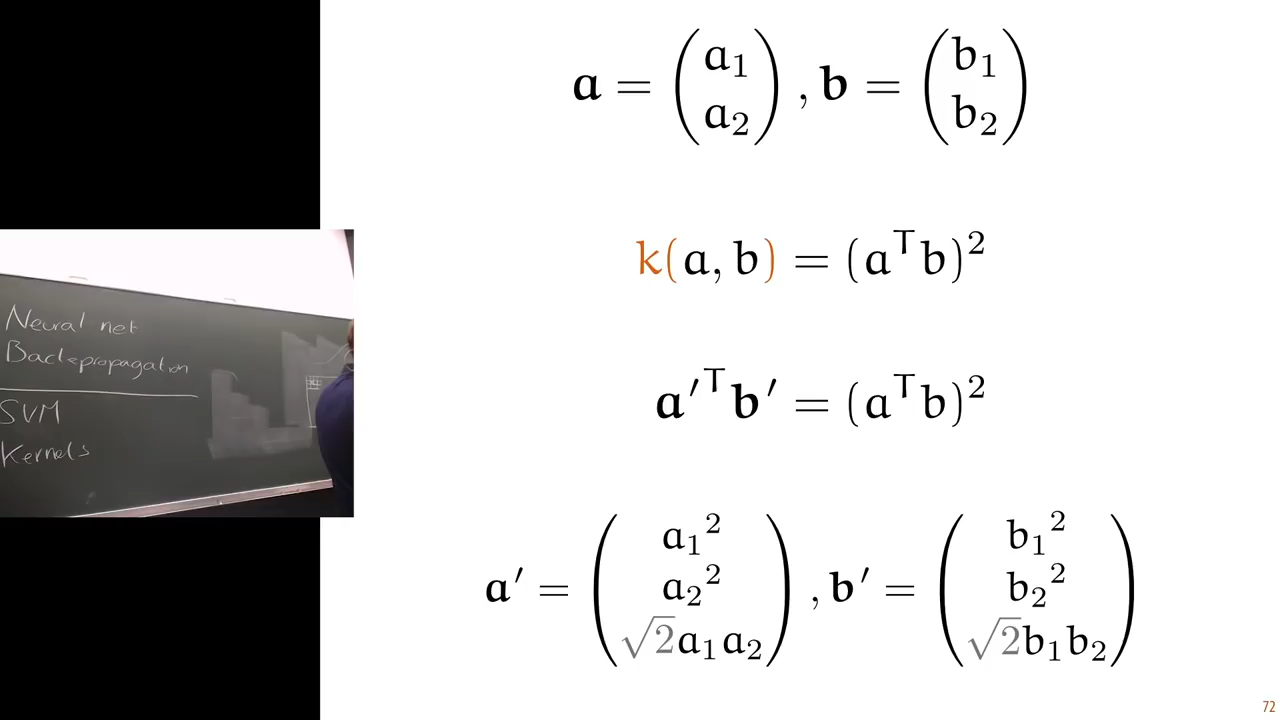 a = (a₁ a₂), b = (b₁ b₂)
k(a, b) = (aᵀb)²
a′ᵀb′ = (aᵀb)²
a′ = (a₁² a₂² √2a₁a₂), b′ = (b₁² b₂² √2b₁b₂)
Neural net
Backpropagation
SVM
Kernels
72